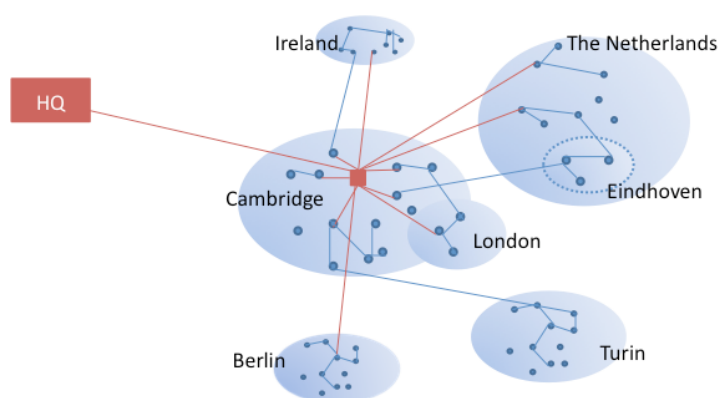 Ireland
The Netherlands
HQ
Cambridge
Eindhoven
London
Berlin
Turin